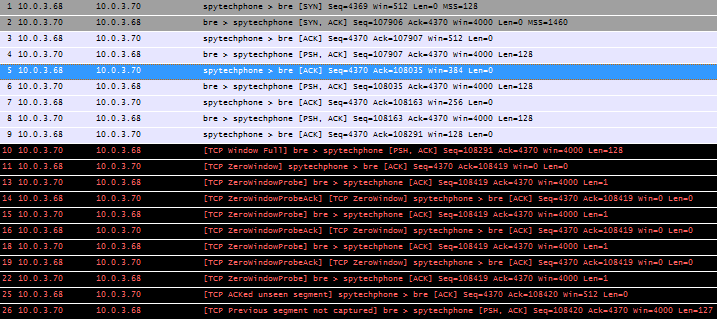 1 10.0.3.68 10.0.3.70 spytechphone > bre [SYN] Seq=4369 Win=512 Len=0 MSS=128
2 10.0.3.70 10.0.3.68 bre > spytechphone [SYN, ACK] Seq=107906 Ack=4370 Win=4000 Len=0 MSS=1460
3 10.0.3.68 10.0.3.70 spytechphone > bre [ACK] Seq=4370 Ack=107907 Win=512 Len=0
4 10.0.3.70 10.0.3.68 bre > spytechphone [PSH, ACK] Seq=107907 Ack=4370 Win=4000 Len=128
5 10.0.3.68 10.0.3.70 spytechphone > bre [ACK] Seq=4370 Ack=108035 Win=384 Len=0
6 10.0.3.70 10.0.3.68 bre > spytechphone [PSH, ACK] Seq=108035 Ack=4370 Win=4000 Len=128
7 10.0.3.68 10.0.3.70 spytechphone > bre [ACK] Seq=4370 Ack=108163 Win=256 Len=0
8 10.0.3.70 10.0.3.68 bre > spytechphone [PSH, ACK] Seq=108163 Ack=4370 Win=4000 Len=128
9 10.0.3.68 10.0.3.70 spytechphone > bre [ACK] Seq=4370 Ack=108291 Win=128 Len=0
10 10.0.3.70 10.0.3.68 [TCP Window Full] bre > spytechphone [PSH, ACK] Seq=108291 Ack=4370 Win=4000 Len=128
11 10.0.3.68 10.0.3.70 [TCP ZeroWindow] spytechphone > bre [ACK] Seq=4370 Ack=108419 Win=0 Len=0
13 10.0.3.70 10.0.3.68 [TCP ZeroWindowProbe] bre > spytechphone [ACK] Seq=108419 Ack=4370 Win=4000 Len=1
14 10.0.3.68 10.0.3.70 [TCP ZeroWindowProbeAck] [TCP ZeroWindow] spytechphone > bre [ACK] Seq=4370 Ack=108419 Win=0 Len=0
15 10.0.3.70 10.0.3.68 [TCP ZeroWindowProbe] bre > spytechphone [ACK] Seq=108419 Ack=4370 Win=4000 Len=1
16 10.0.3.68 10.0.3.70 [TCP ZeroWindowProbeAck] [TCP ZeroWindow] spytechphone > bre [ACK] Seq=4370 Ack=108419 Win=0 Len=0
18 10.0.3.70 10.0.3.68 [TCP ZeroWindowProbe] bre > spytechphone [ACK] Seq=108419 Ack=4370 Win=4000 Len=1
19 10.0.3.68 10.0.3.70 [TCP ZeroWindowProbeAck] [TCP ZeroWindow] spytechphone > bre [ACK] Seq=4370 Ack=108419 Win=0 Len=0
22 10.0.3.70 10.0.3.68 [TCP ZeroWindowProbe] bre > spytechphone [ACK] Seq=108419 Ack=4370 Win=4000 Len=1
25 10.0.3.68 10.0.3.70 [TCP ACKed unseen segment] spytechphone > bre [ACK] Seq=4370 Ack=108420 Win=512 Len=0
26 10.0.3.70 10.0.3.68 [TCP Previous segment not captured] bre > spytechphone [PSH, ACK] Seq=108420 Ack=4370 Win=4000 Len=127